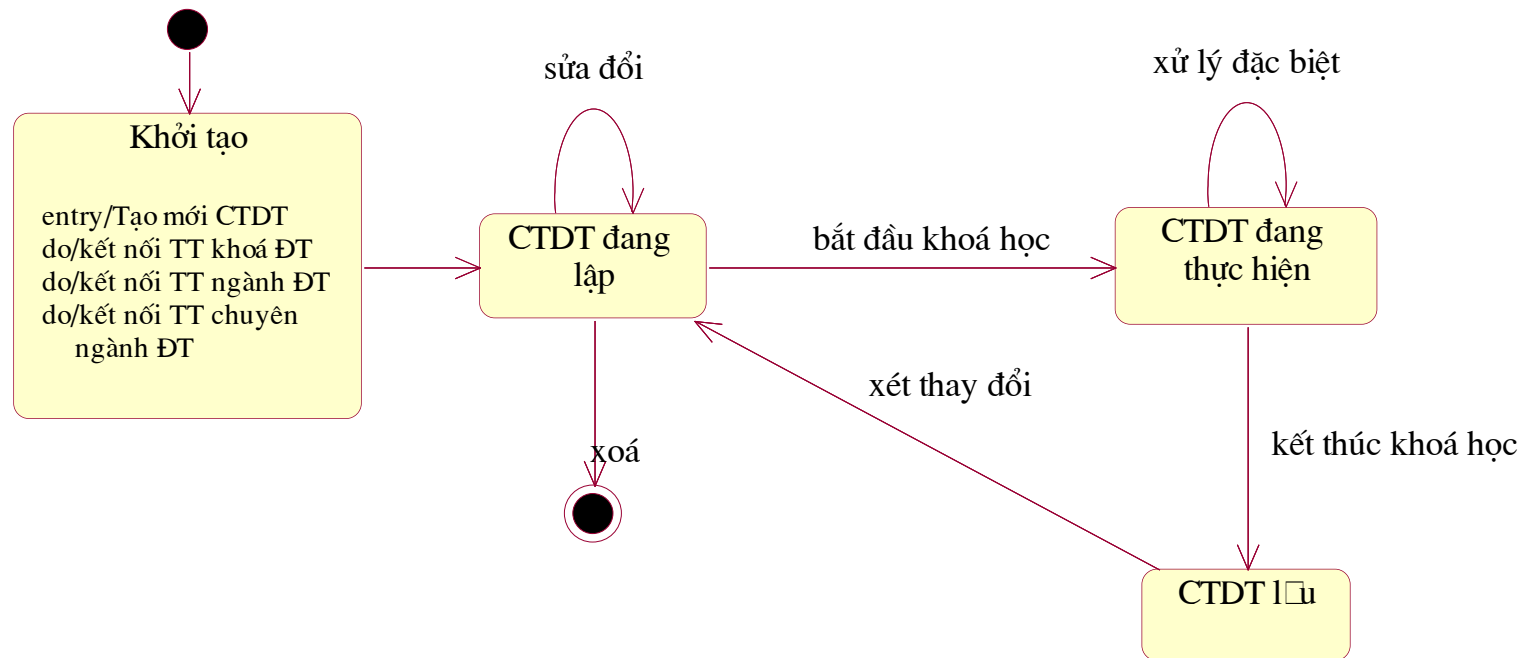 sửa đổi
xử lý đặc biệt
Khởi tạo
entry/Tạo mới CTDT
do/kết nối TT khoá ĐT
do/kết nối TT ngành ĐT
do/kết nối TT chuyên
ngành ĐT
CTDT đang
lập
bắt đầu khoá học
CTDT đang
thực hiện
xét thay đổi
xoá
kết thúc khoá học
CTDT l□u